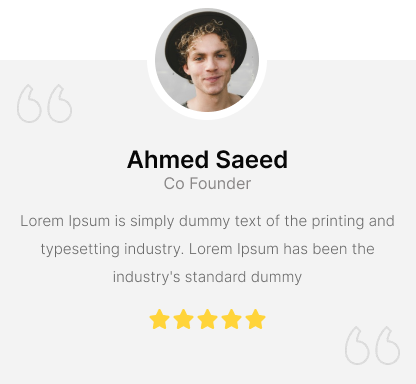 Ahmed Saeed
Co Founder
Lorem Ipsum is simply dummy text of the printing and
typesetting industry. Lorem Ipsum has been the
industry's standard dummy